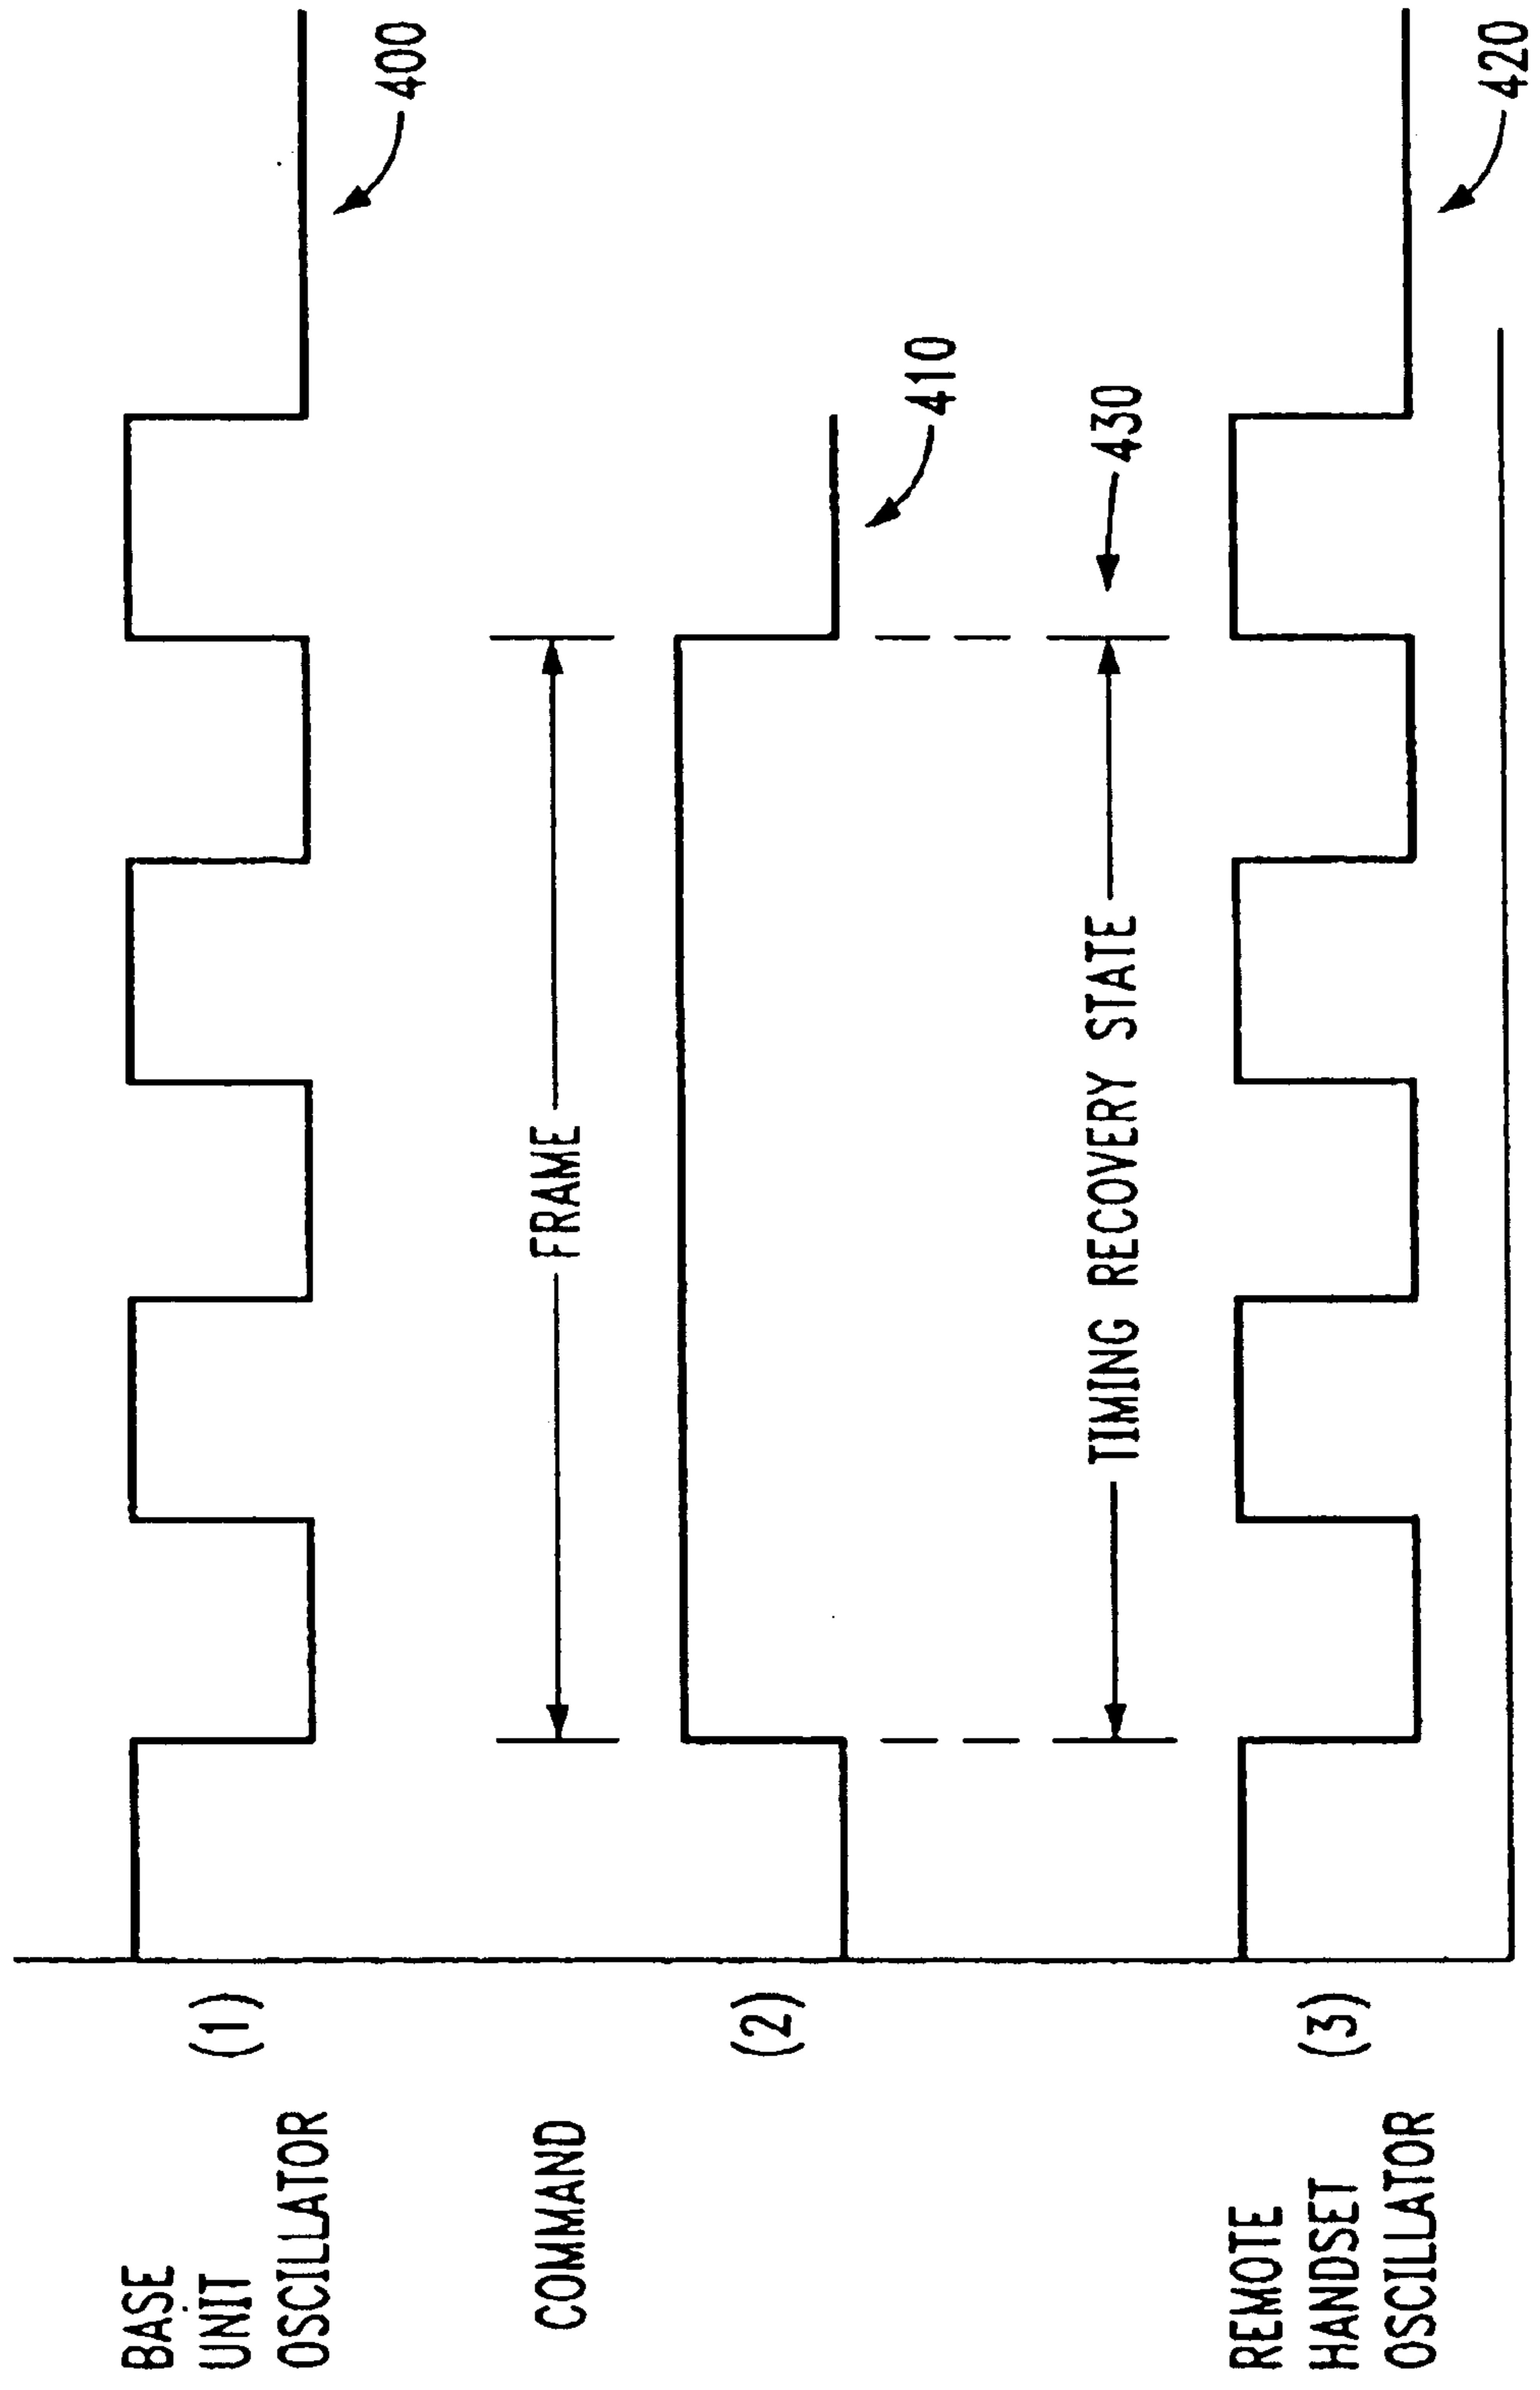 BASE
UNIT
OSCILLATOR
(1)
400
FRAME
COMMAND
(2)
410
TIMING RECOVERY STATE
430
REMOTE
HANDSET
OSCILLATOR
(3)
420